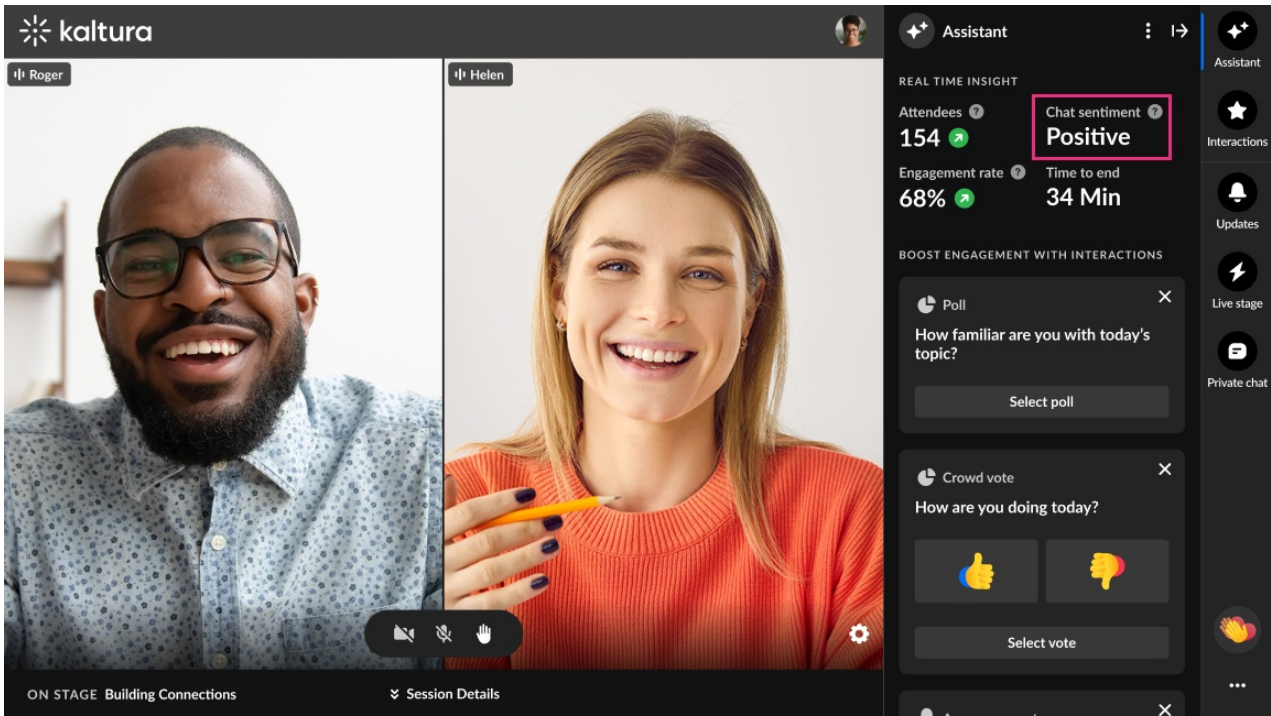 kaltura
Roger
Helen
ON STAGE Building Connections
Session Details
Assistant
REAL TIME INSIGHT
Attendees ?
154
Chat sentiment ?
Positive
Engagement rate ?
68%
Time to end
34 Min
BOOST ENGAGEMENT WITH INTERACTIONS
Poll
How familiar are you with today's
topic?
Select poll
Crowd vote
How are you doing today?
Select vote
Assistant
Interactions
Updates
Live stage
Private chat